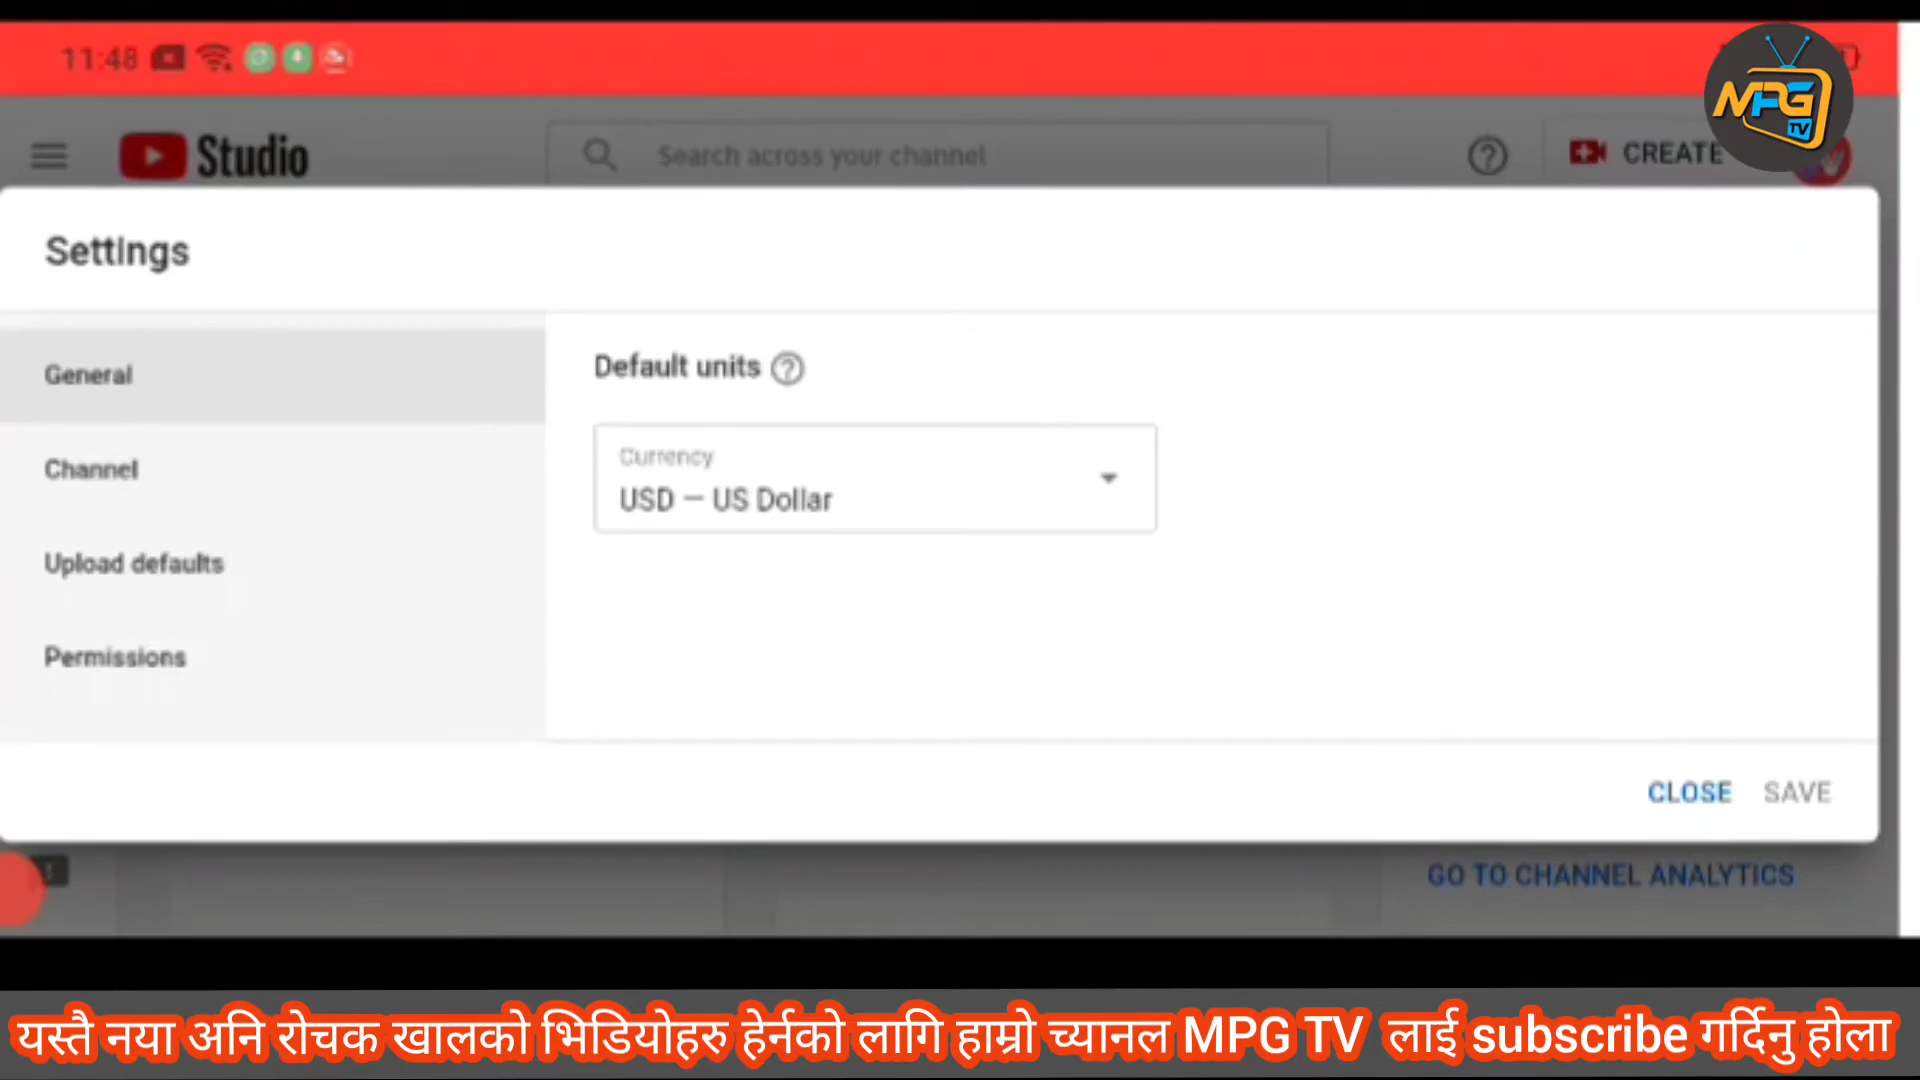 11:48
MPG
TV
Studio
Search across your channel
CREATE
Settings
General
Channel
Upload defaults
Permissions
Default units
Currency
USD — US Dollar
CLOSE SAVE
GO TO CHANNEL ANALYTICS
यस्तै नया अनि रोचक खालको भिडियोहरु हेर्नको लागि हाम्रो च्यानल MPG TV लाई subscribe गर्दिनु होला